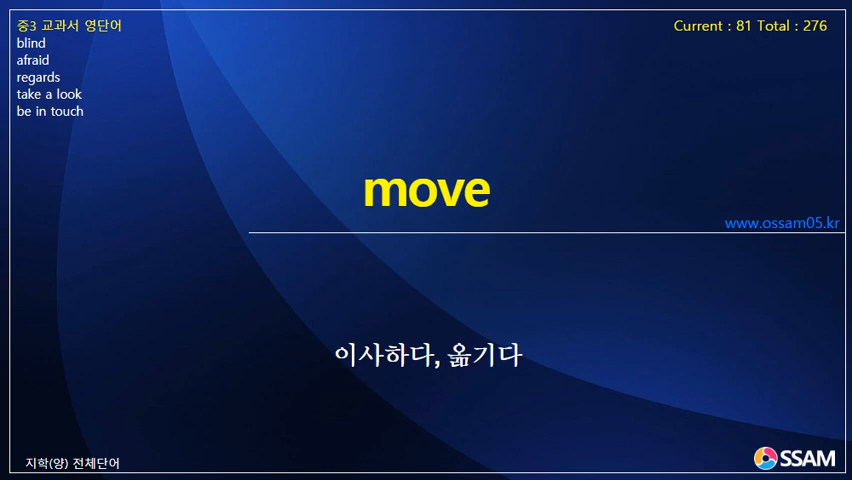 중3 교과서 영단어
Current : 81 Total : 276
blind
afraid
regards
take a look
be in touch
move
www.ossam05.kr
이사하다, 옮기다
지학(양) 전체단어
OSSAM